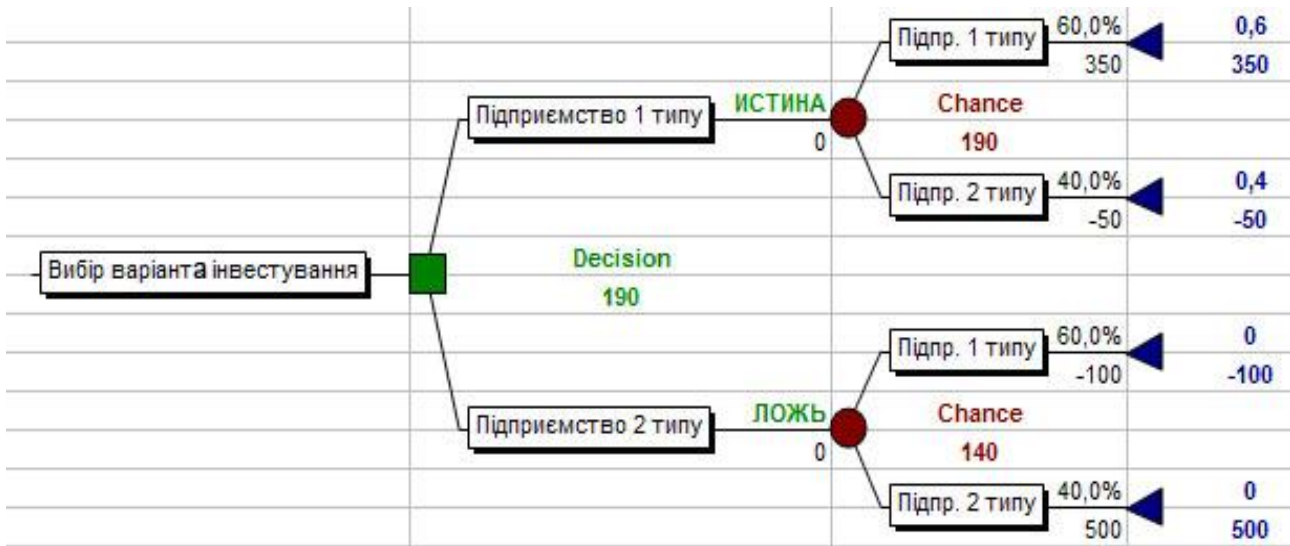 Підпр. 1 типу 60,0% 0,6
350 350
Підприємство 1 типу ИСТИНА Chance
0 190
Підпр. 2 типу 40,0% 0,4
-50 -50
Вибір варіанта інвестування Decision
190
Підпр. 1 типу 60,0% 0
-100 -100
Підприємство 2 типу ЛОЖЬ Chance
0 140
Підпр. 2 типу 40,0% 0
500 500